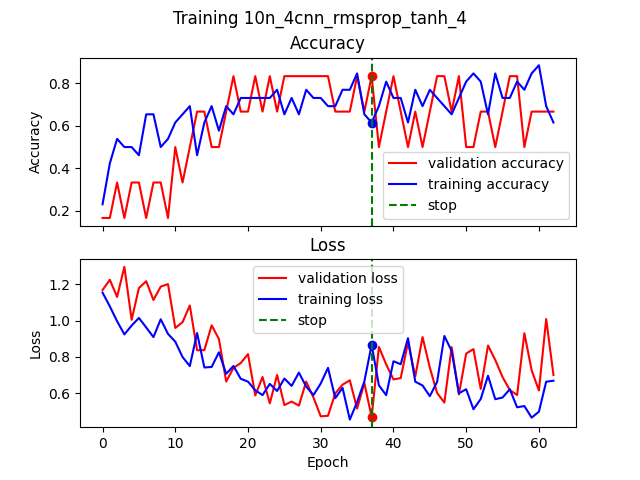 Training 10n_4cnn_rmsprop_tanh_4
Accuracy
Accuracy
0.8
0.6
0.4
0.2
validation accuracy
training accuracy
stop
Loss
Loss
1.2
1.0
0.8
0.6
validation loss
training loss
stop
0 10 20 30 40 50 60
Epoch